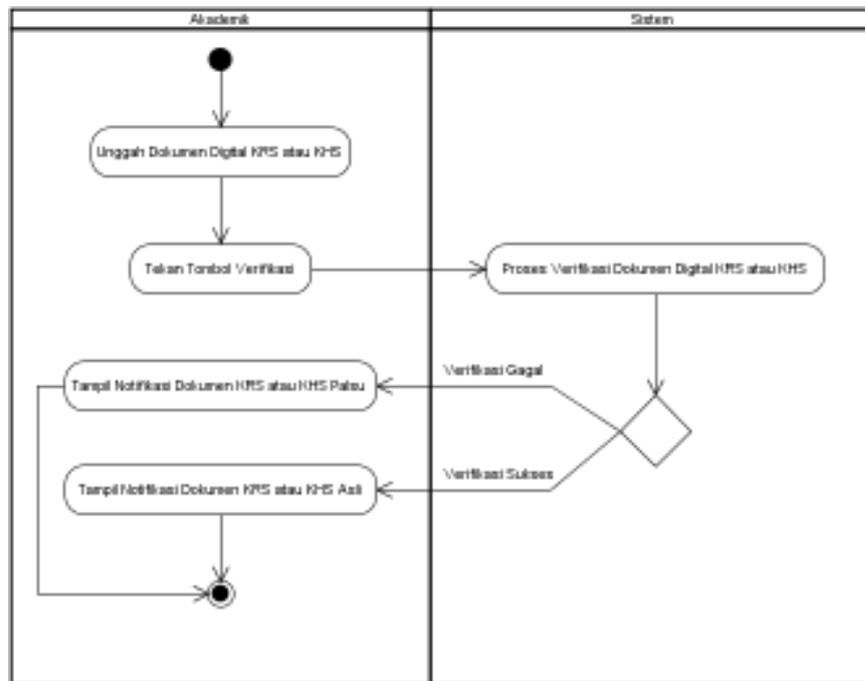 Akademik
Sistem
Unggah Dokumen Digital KRS atau KHS
Tekan Tombol Verifikasi
Proses Verifikasi Dokumen Digital KRS atau KHS
Verifikasi Gagal
Tampil Notifikasi Dokumen KRS atau KHS Palsu
Verifikasi Sukses
Tampil Notifikasi Dokumen KRS atau KHS Asli